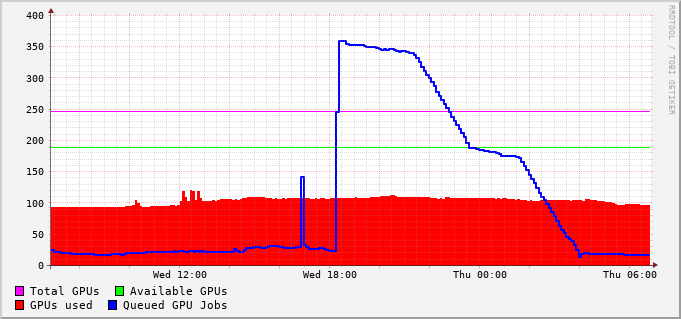 400
350
300
250
200
150
100
50
0
Wed 12:00 Wed 18:00 Thu 00:00 Thu 06:00
Total GPUs Available GPUs
GPUs used Queued GPU Jobs
RRDTOOL / TOBI OETIKER